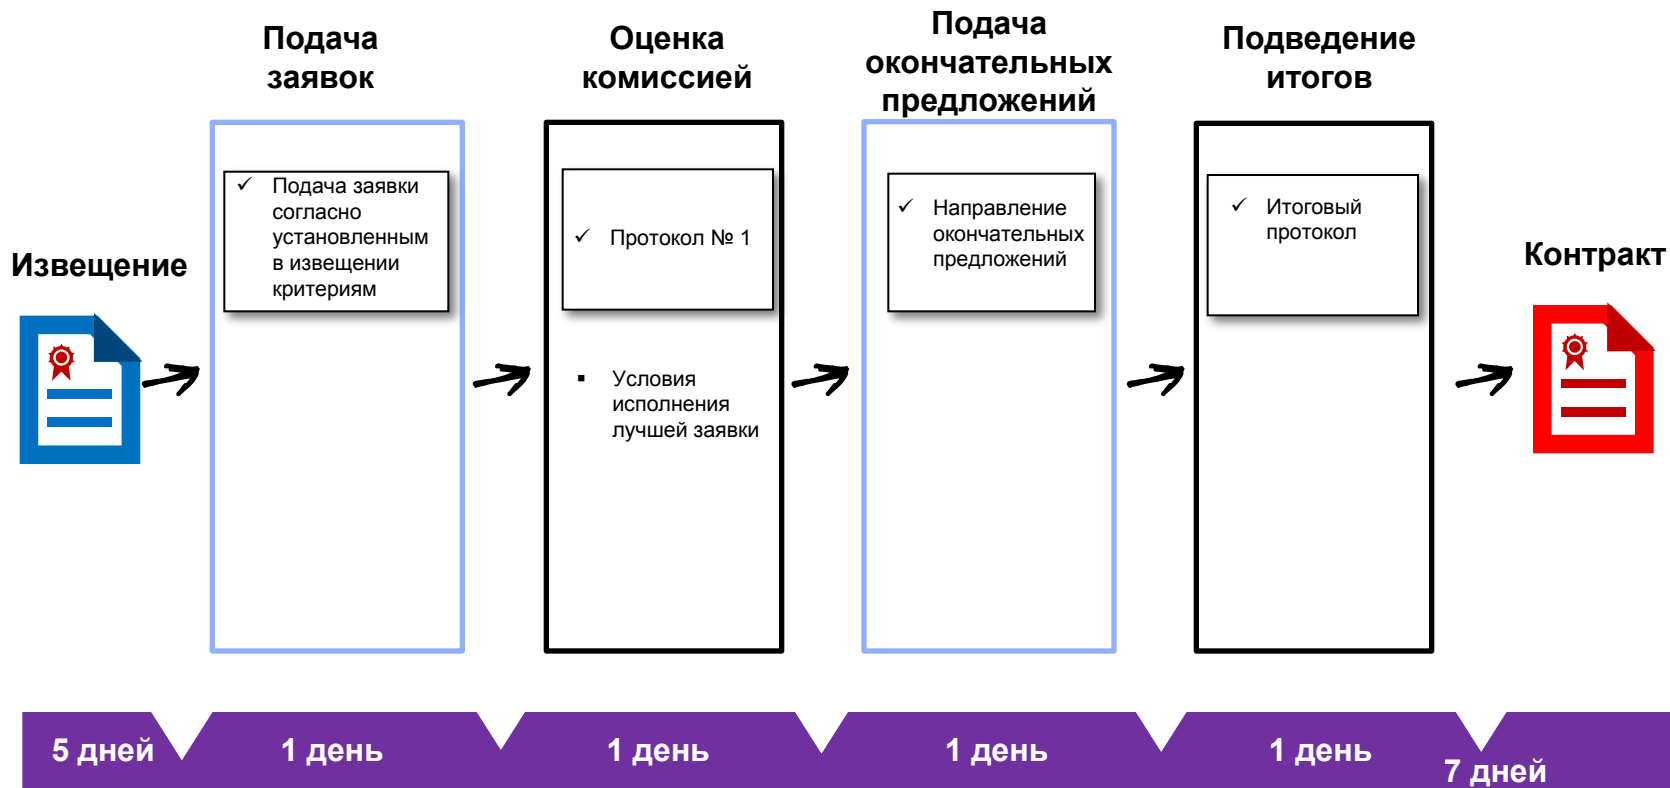 Извещение
Подача
заявок
✓ Подача заявки
согласно
установленным
в извещении
критериям
Оценка
комиссией
✓ Протокол № 1
▪ Условия
исполнения
лучшей заявки
Подача
окончательных
предложений
✓ Направление
окончательных
предложений
Подведение
итогов
✓ Итоговый
протокол
Контракт
5 дней
1 день
1 день
1 день
1 день
7 дней